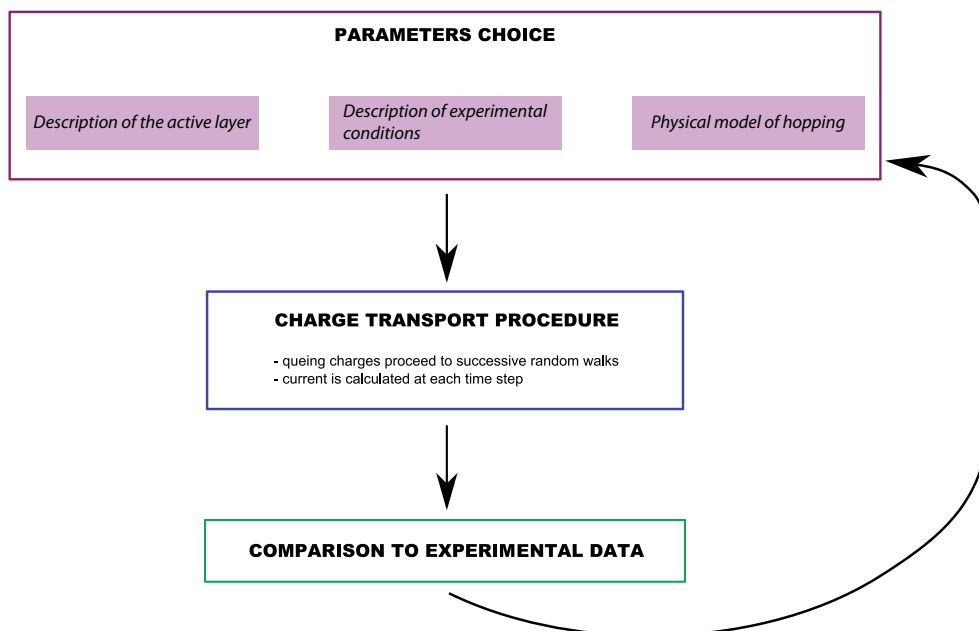 PARAMETERS CHOICE
Description of the active layer
Description of experimental
conditions
Physical model of hopping
CHARGE TRANSPORT PROCEDURE
- queing charges proceed to successive random walks
- current is calculated at each time step
COMPARISON TO EXPERIMENTAL DATA